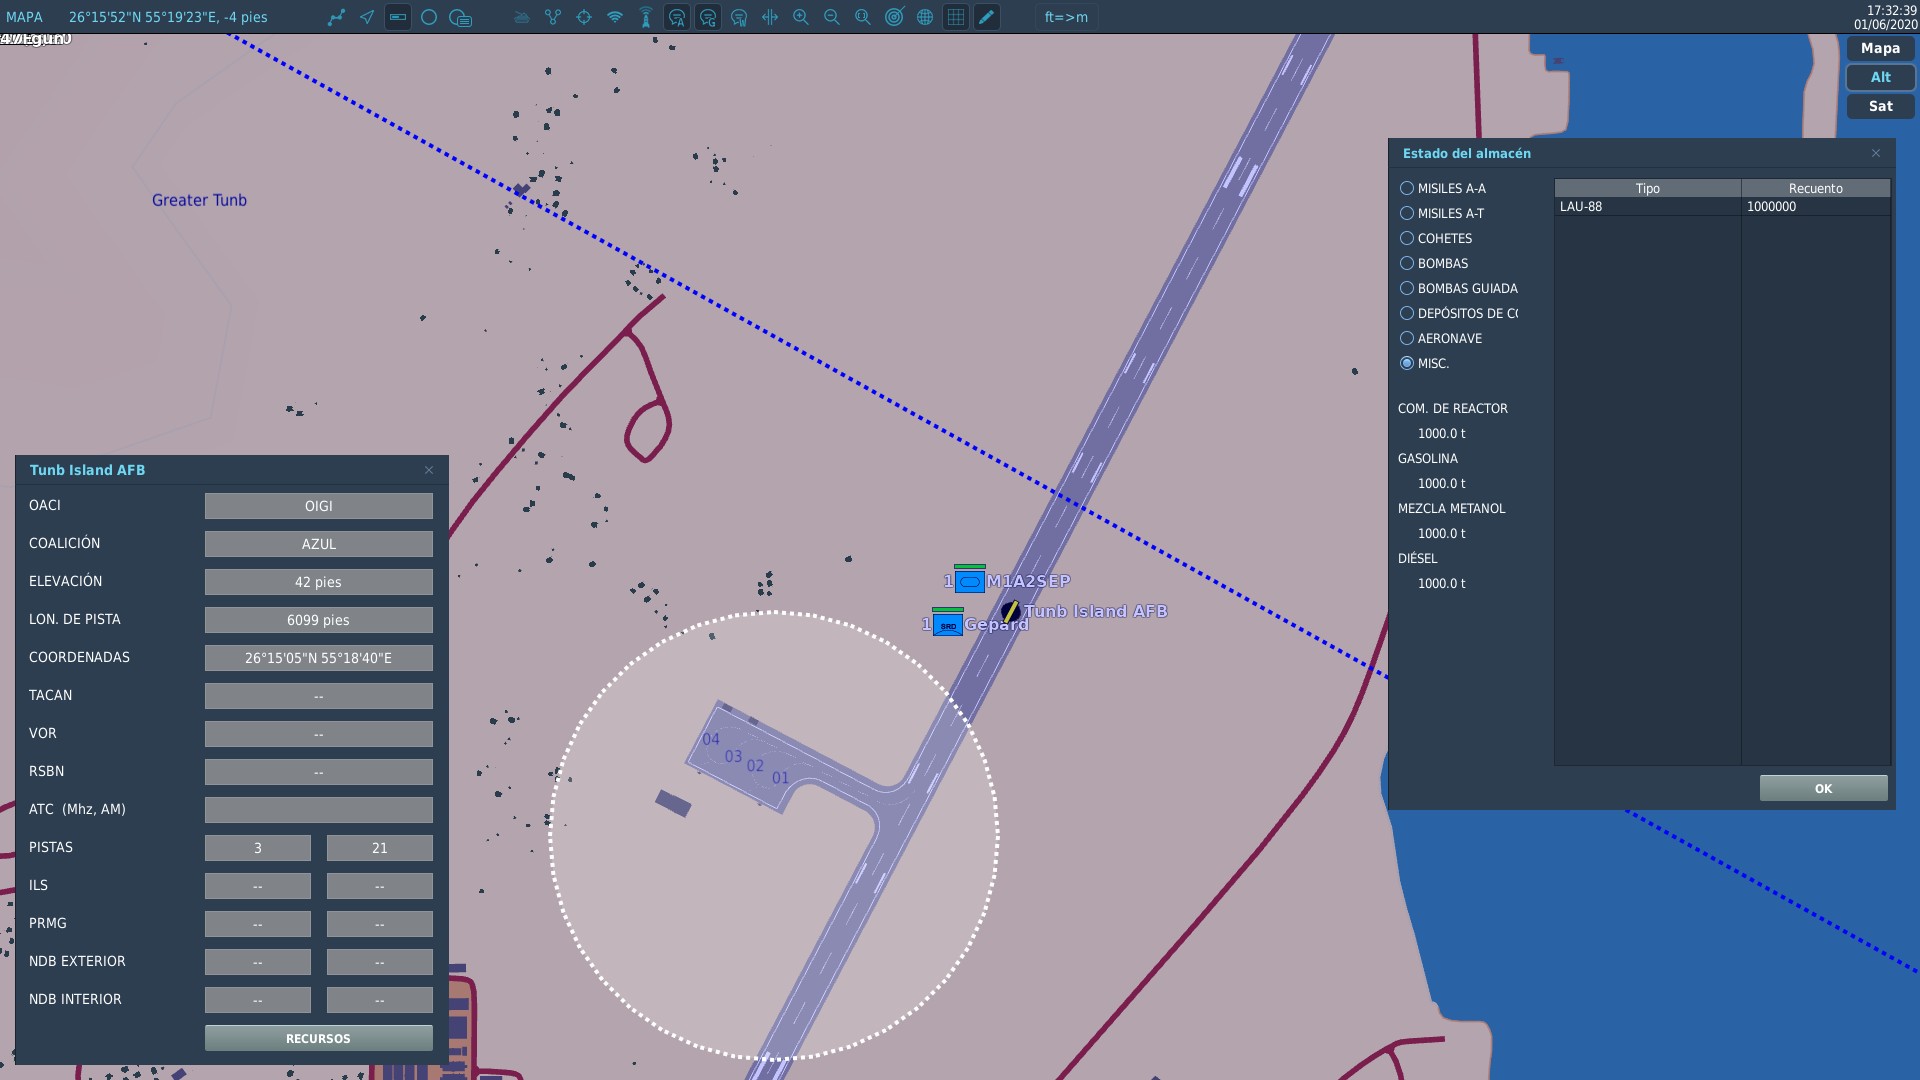 MAPA
26°15'52"N 55°19'23"E, -4 pies
ft=>m
17:32:39
01/06/2020
Mapa
Alt
Sat
Greater Tunb
1 M1A2SEP
Tunb Island AFB
1 SRD Gepard
04
03
02
01
Tunb Island AFB
OACI OIGI
COALICIÓN AZUL
ELEVACIÓN 42 pies
LON. DE PISTA 6099 pies
COORDENADAS 26°15'05"N 55°18'40"E
TACAN --
VOR --
RSBN --
ATC (Mhz, AM)
PISTAS 3 21
ILS -- --
PRMG -- --
NDB EXTERIOR -- --
NDB INTERIOR -- --
RECURSOS
Estado del almacén
MISILES A-A
MISILES A-T
COHETES
BOMBAS
BOMBAS GUIADA
DEPÓSITOS DE CO
AERONAVE
MISC.
COM. DE REACTOR
1000.0 t
GASOLINA
1000.0 t
MEZCLA METANOL
1000.0 t
DIÉSEL
1000.0 t
Tipo Recuento
LAU-88 1000000
OK